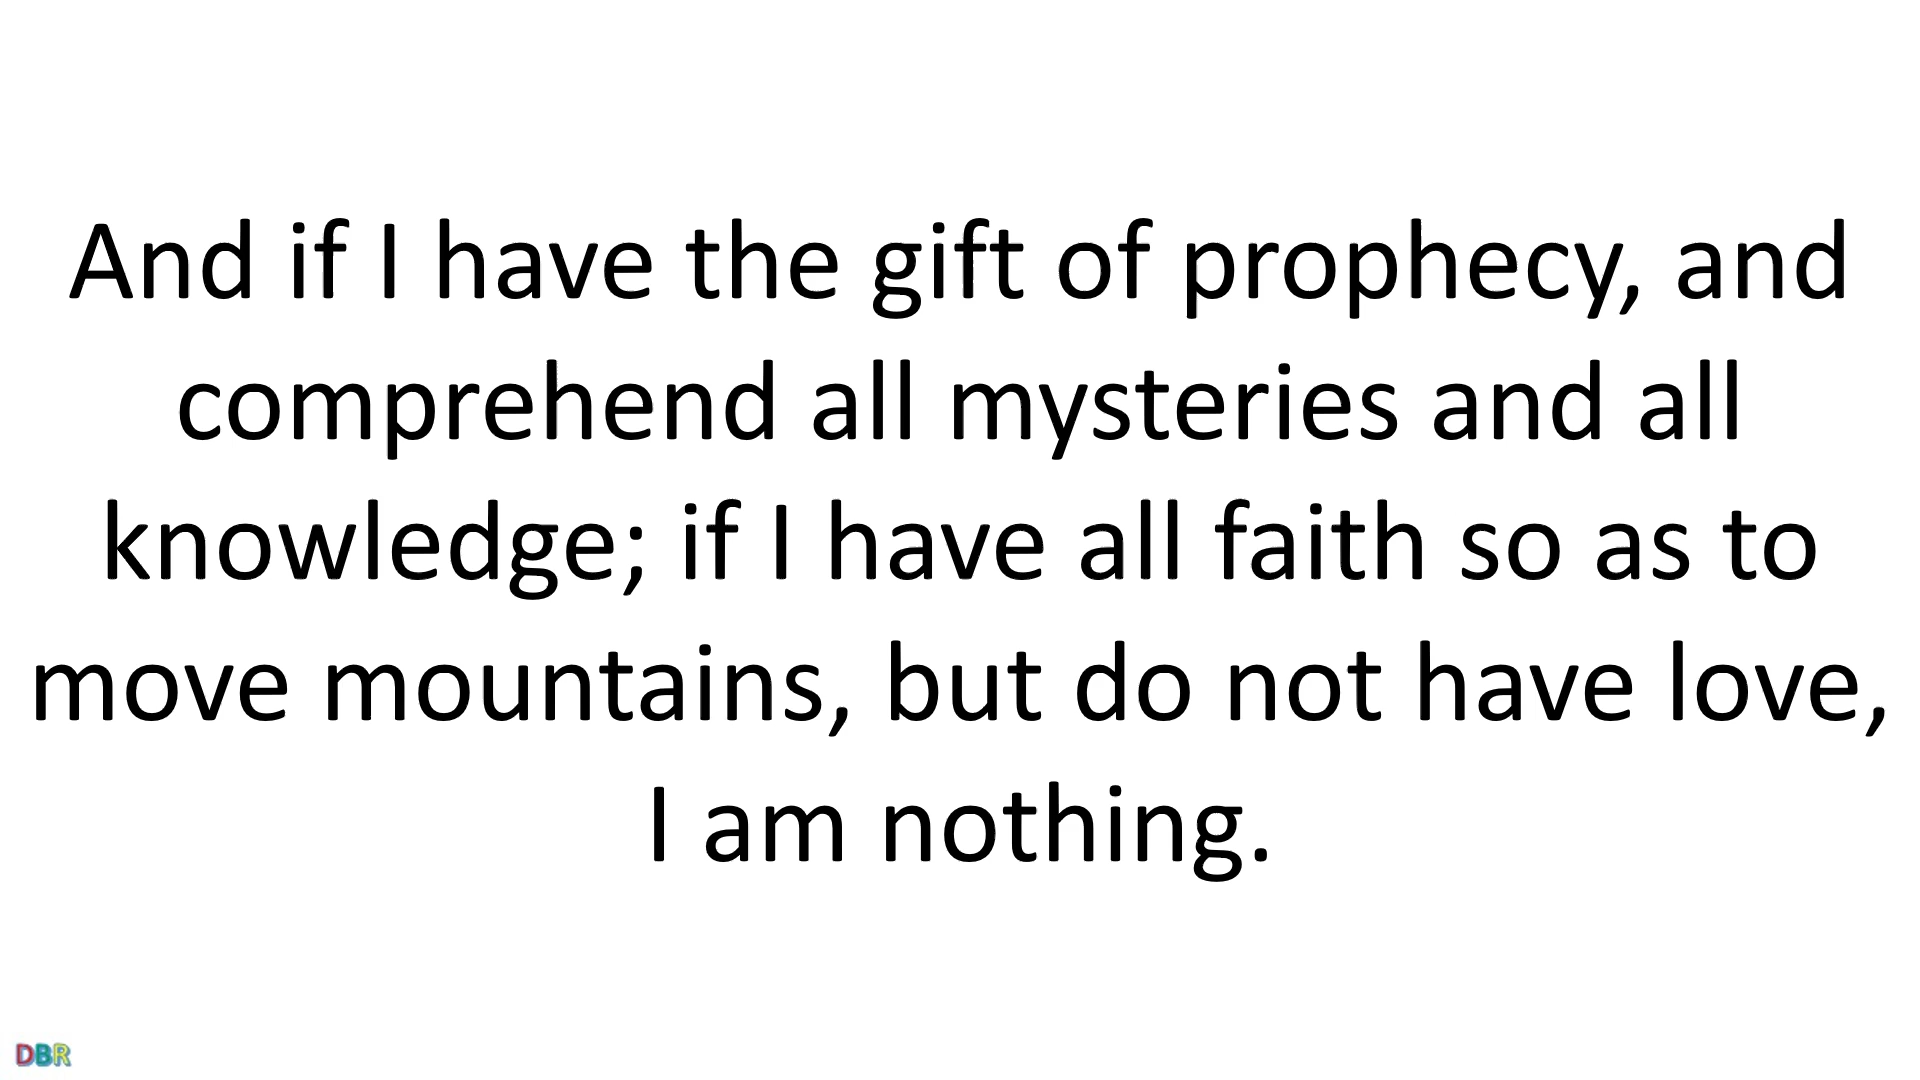 And if I have the gift of prophecy, and
comprehend all mysteries and all
knowledge; if I have all faith so as to
move mountains, but do not have love,
I am nothing.
DBR